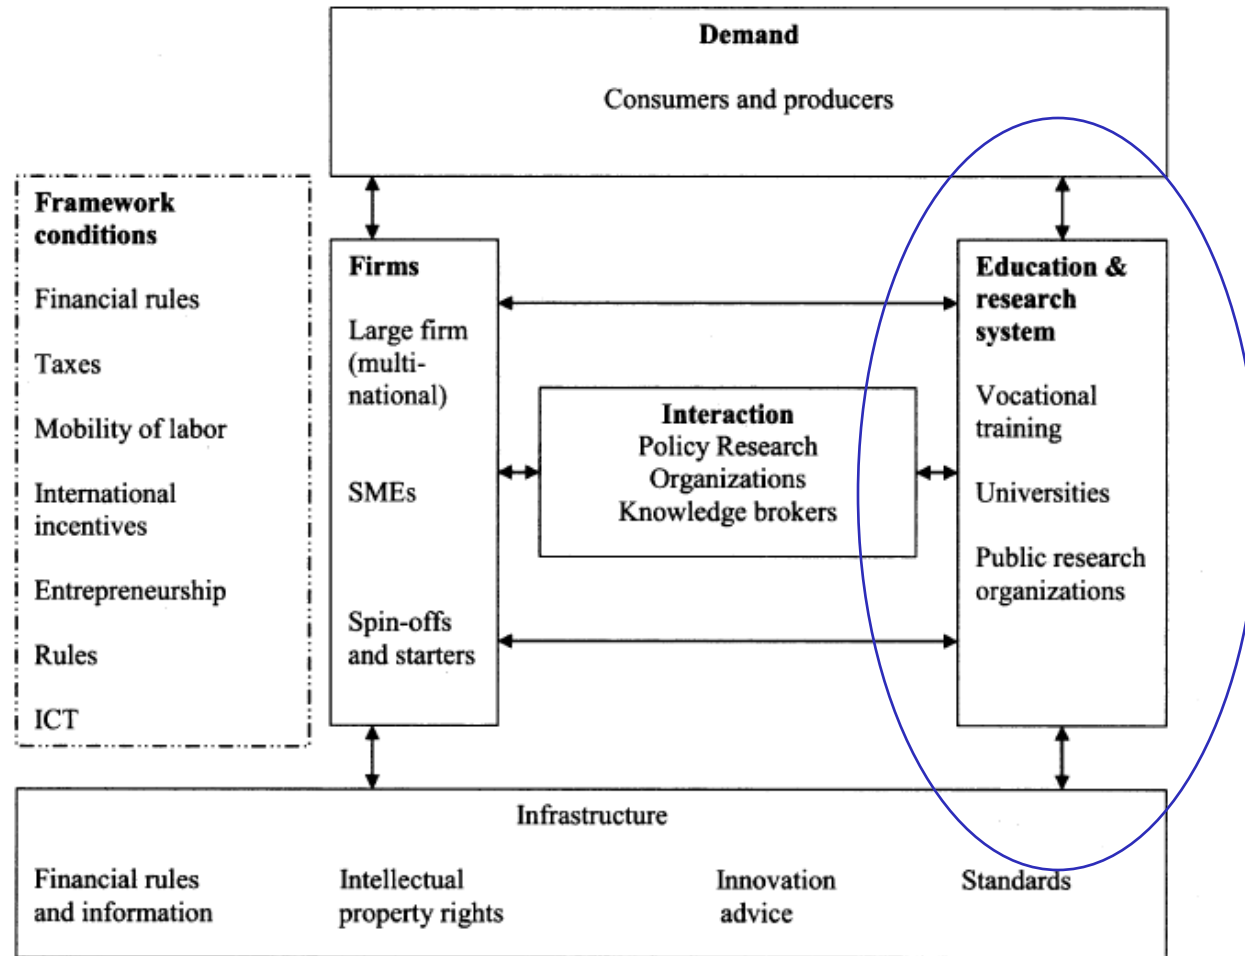 Demand
Consumers and producers
Framework
conditions
Financial rules
Taxes
Mobility of labor
International
incentives
Entrepreneurship
Rules
ICT
Firms
Large firm
(multi-
national)
SMEs
Spin-offs
and starters
Interaction
Policy Research
Organizations
Knowledge brokers
Education &
research
system
Vocational
training
Universities
Public research
organizations
Infrastructure
Financial rules
and information
Intellectual
property rights
Innovation
advice
Standards